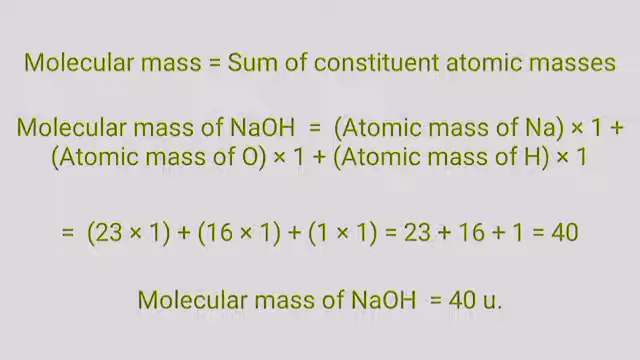 Molecular mass = Sum of constituent atomic masses
Molecular mass of NaOH = (Atomic mass of Na) × 1 +
(Atomic mass of O) × 1 + (Atomic mass of H) × 1
= (23 × 1) + (16 × 1) + (1 × 1) = 23 + 16 + 1 = 40
Molecular mass of NaOH = 40 u.